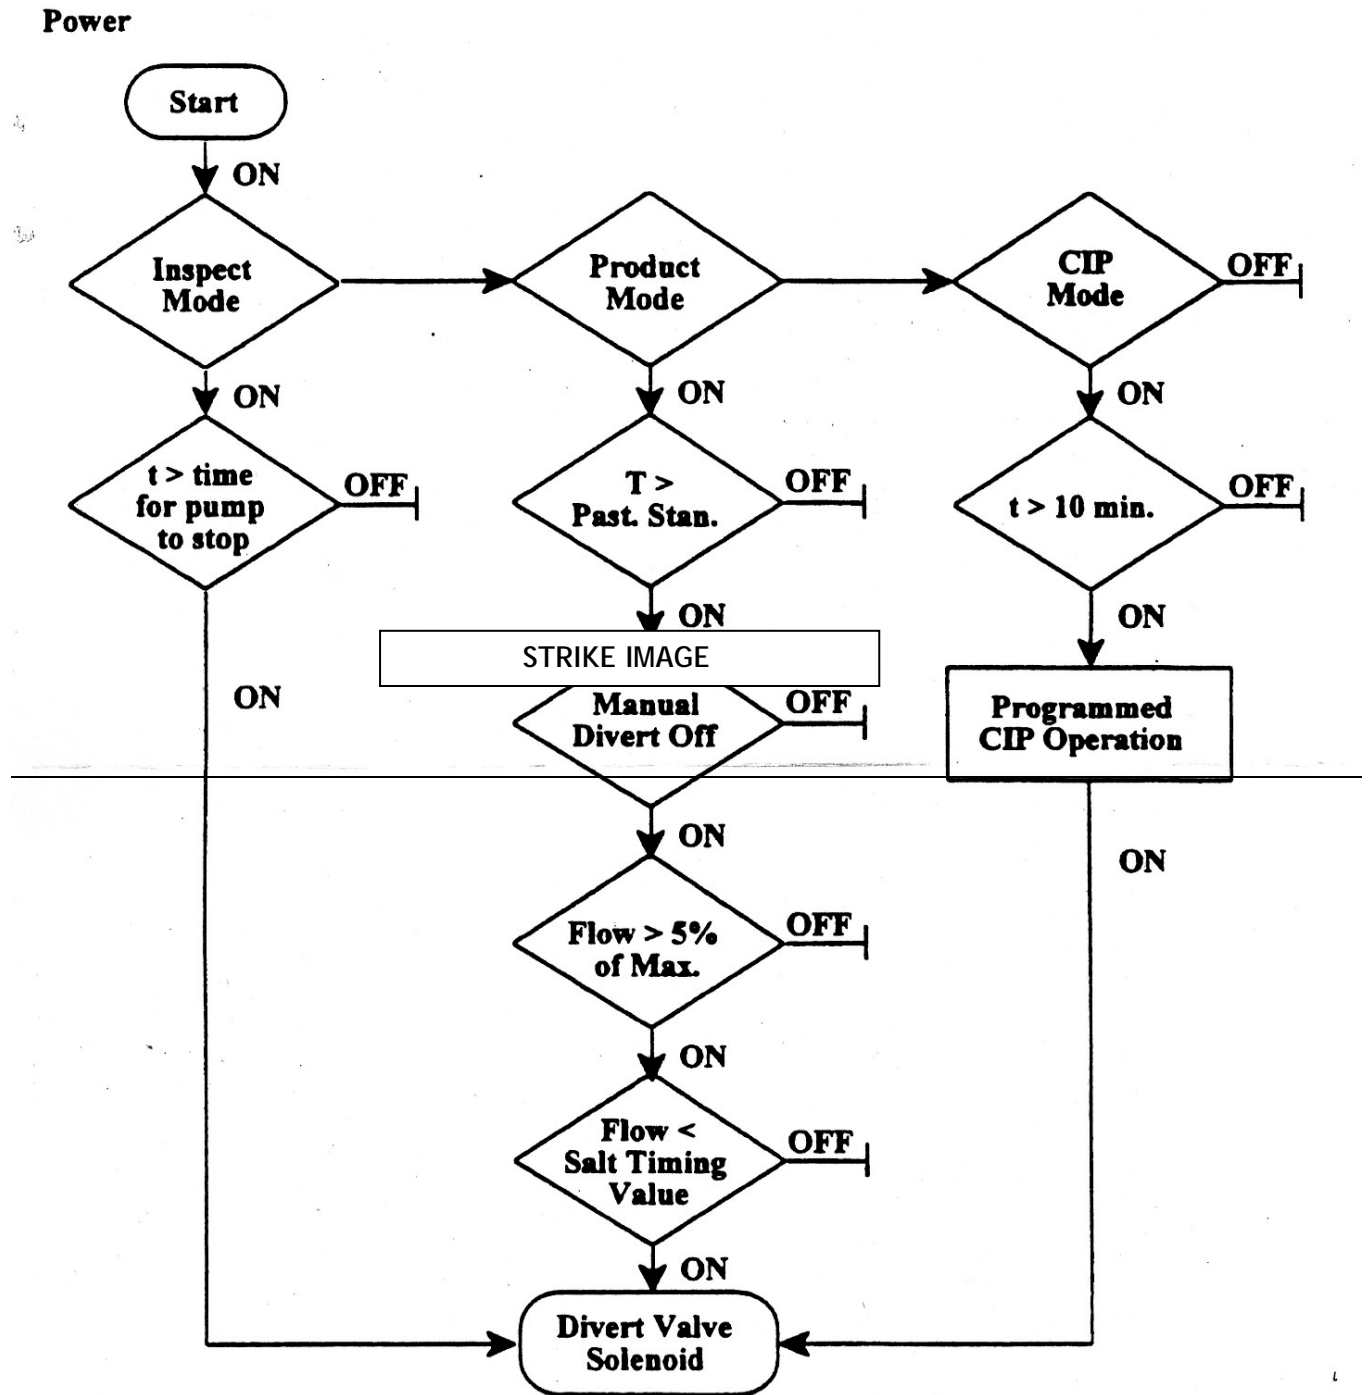 Power
Start
ON
Inspect
Mode
Product
Mode
CIP
Mode
OFF
ON
ON
ON
t > time
for pump
to stop
OFF
T >
Past. Stan.
OFF
t > 10 min.
OFF
ON
ON
STRIKE IMAGE
ON
Manual
Divert Off
OFF
Programmed
CIP Operation
ON
ON
Flow > 5%
of Max.
OFF
ON
Flow <
Salt Timing
Value
OFF
ON
Divert Valve
Solenoid